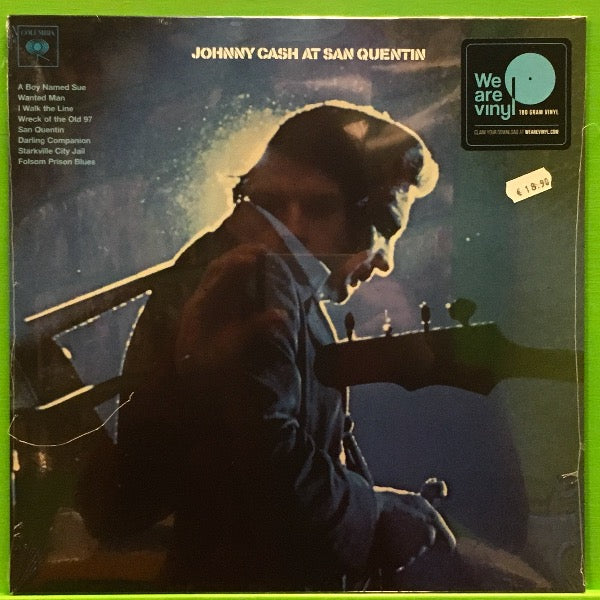 COLUMBIA
JOHNNY CASH AT SAN QUENTIN
A Boy Named Sue
Wanted Man
I Walk the Line
Wreck of the Old 97
San Quentin
Darling Companion
Starkville City Jail
Folsom Prison Blues
We
are
vinyl
180 GRAM VINYL
CLAIM YOUR DOWNLOAD AT WEAREVINYL.COM
€ 18.90